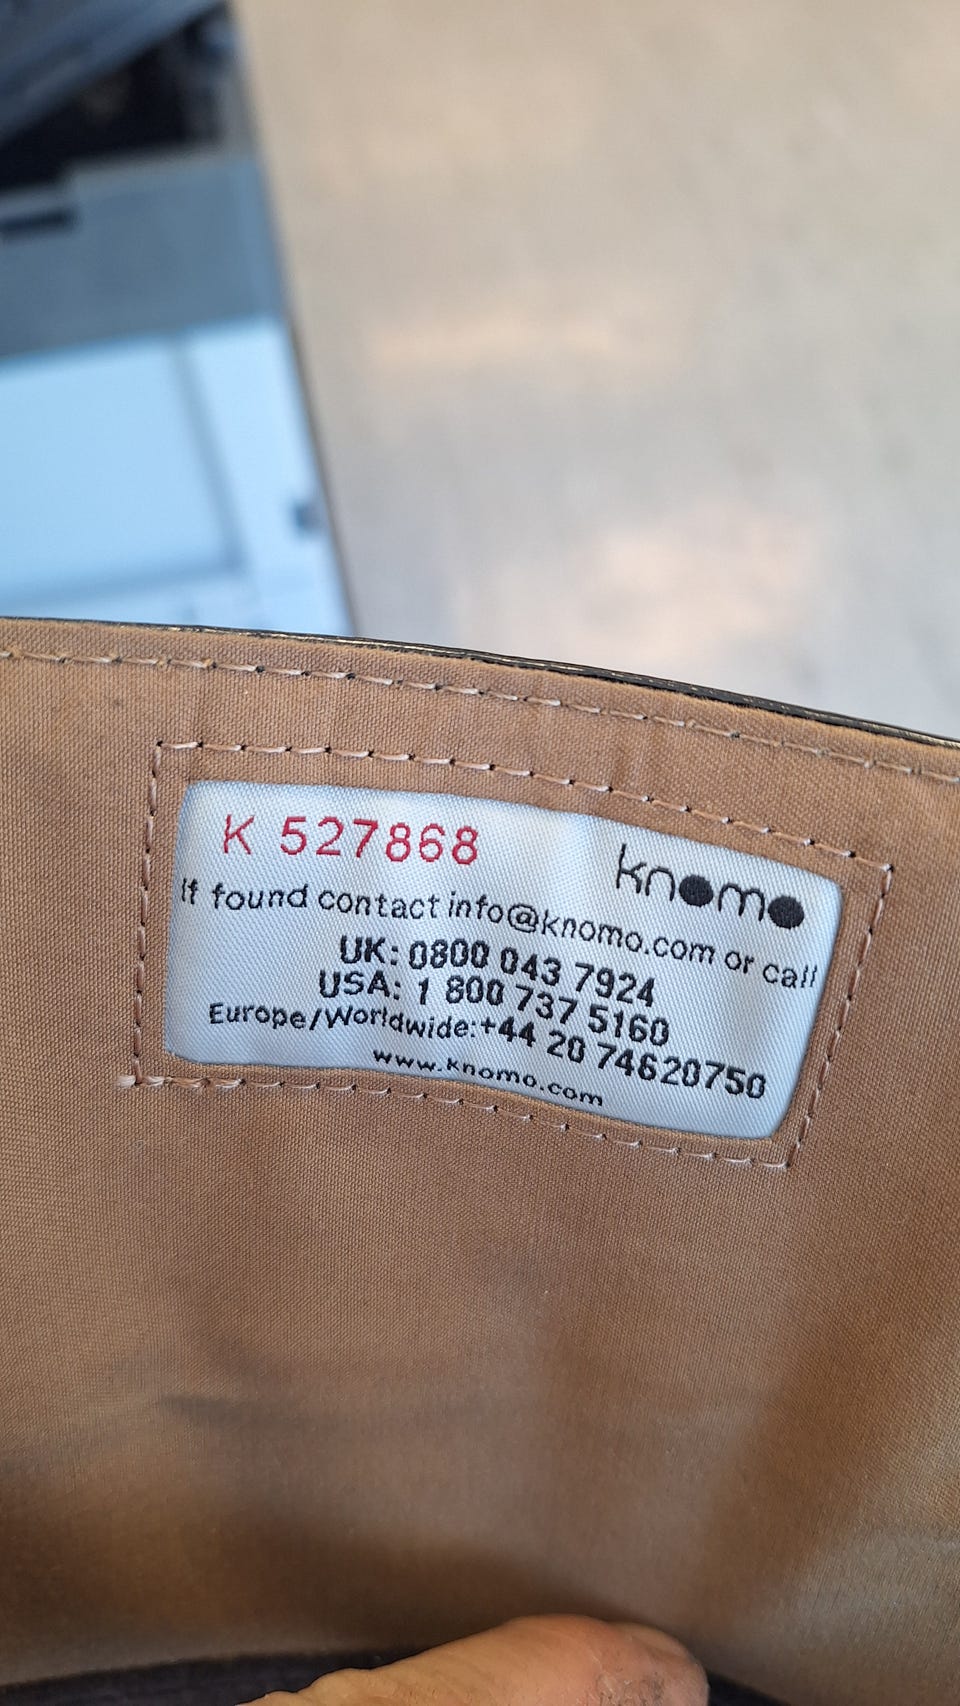 K 527868
knomo
If found contact info@knomo.com or call
UK: 0800 043 7924
USA: 1 800 737 5160
Europe/Worldwide:+44 20 74620750
www.knomo.com